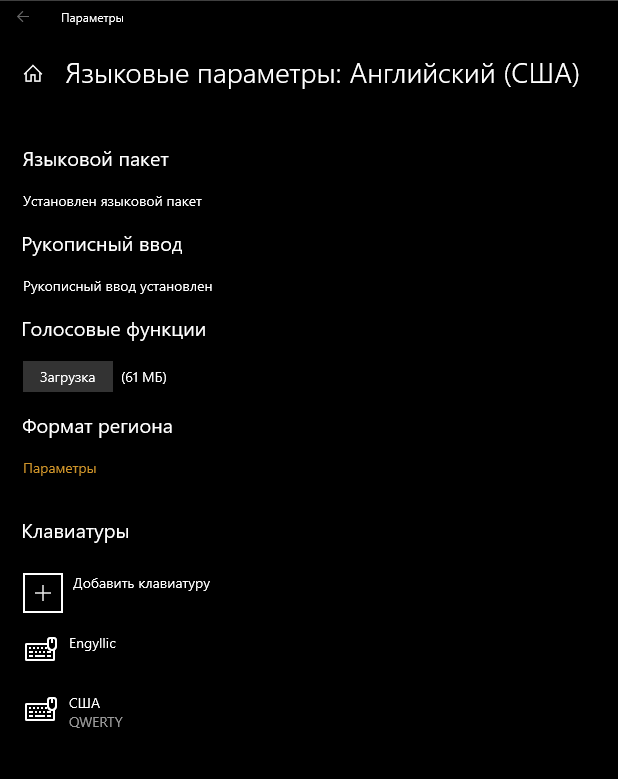 Параметры
Языковые параметры: Английский (США)
Языковой пакет
Установлен языковой пакет
Рукописный ввод
Рукописный ввод установлен
Голосовые функции
Загрузка (61 МБ)
Формат региона
Параметры
Клавиатуры
Добавить клавиатуру
Engyllic
США
QWERTY